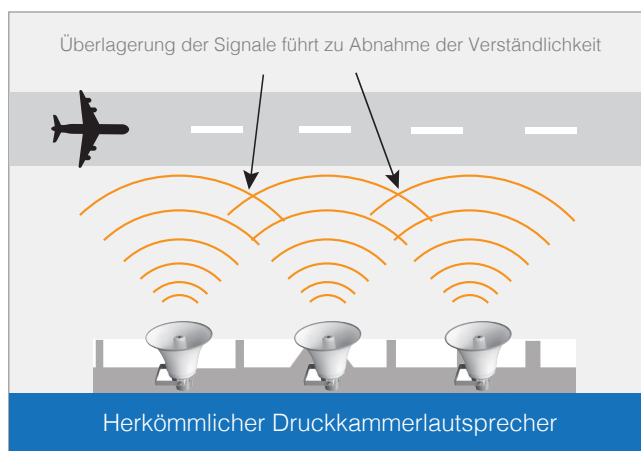 Überlagerung der Signale führt zu Abnahme der Verständlichkeit
Herkömmlicher Druckkammerlautsprecher